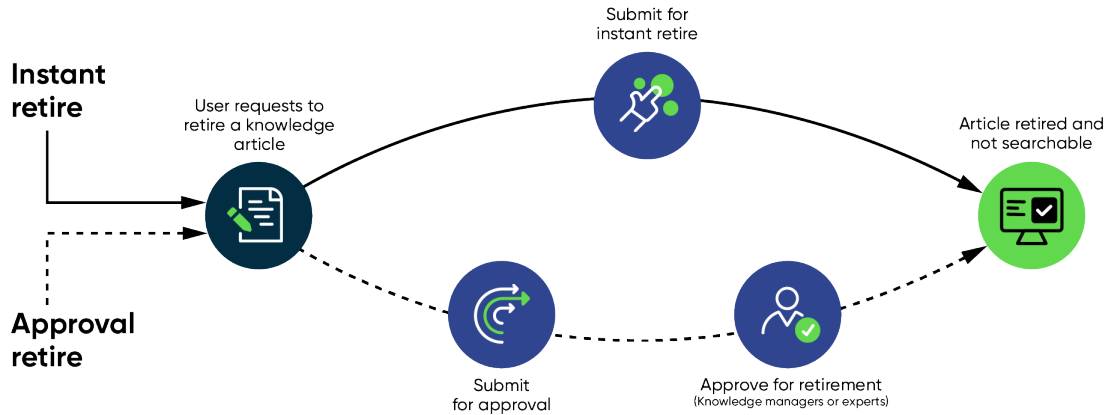 Submit for
instant retire
Instant
retire
User requests to
retire a knowledge
article
Article retired and
not searchable
Approval
retire
Submit
for approval
Approve for retirement
(Knowledge managers or experts)